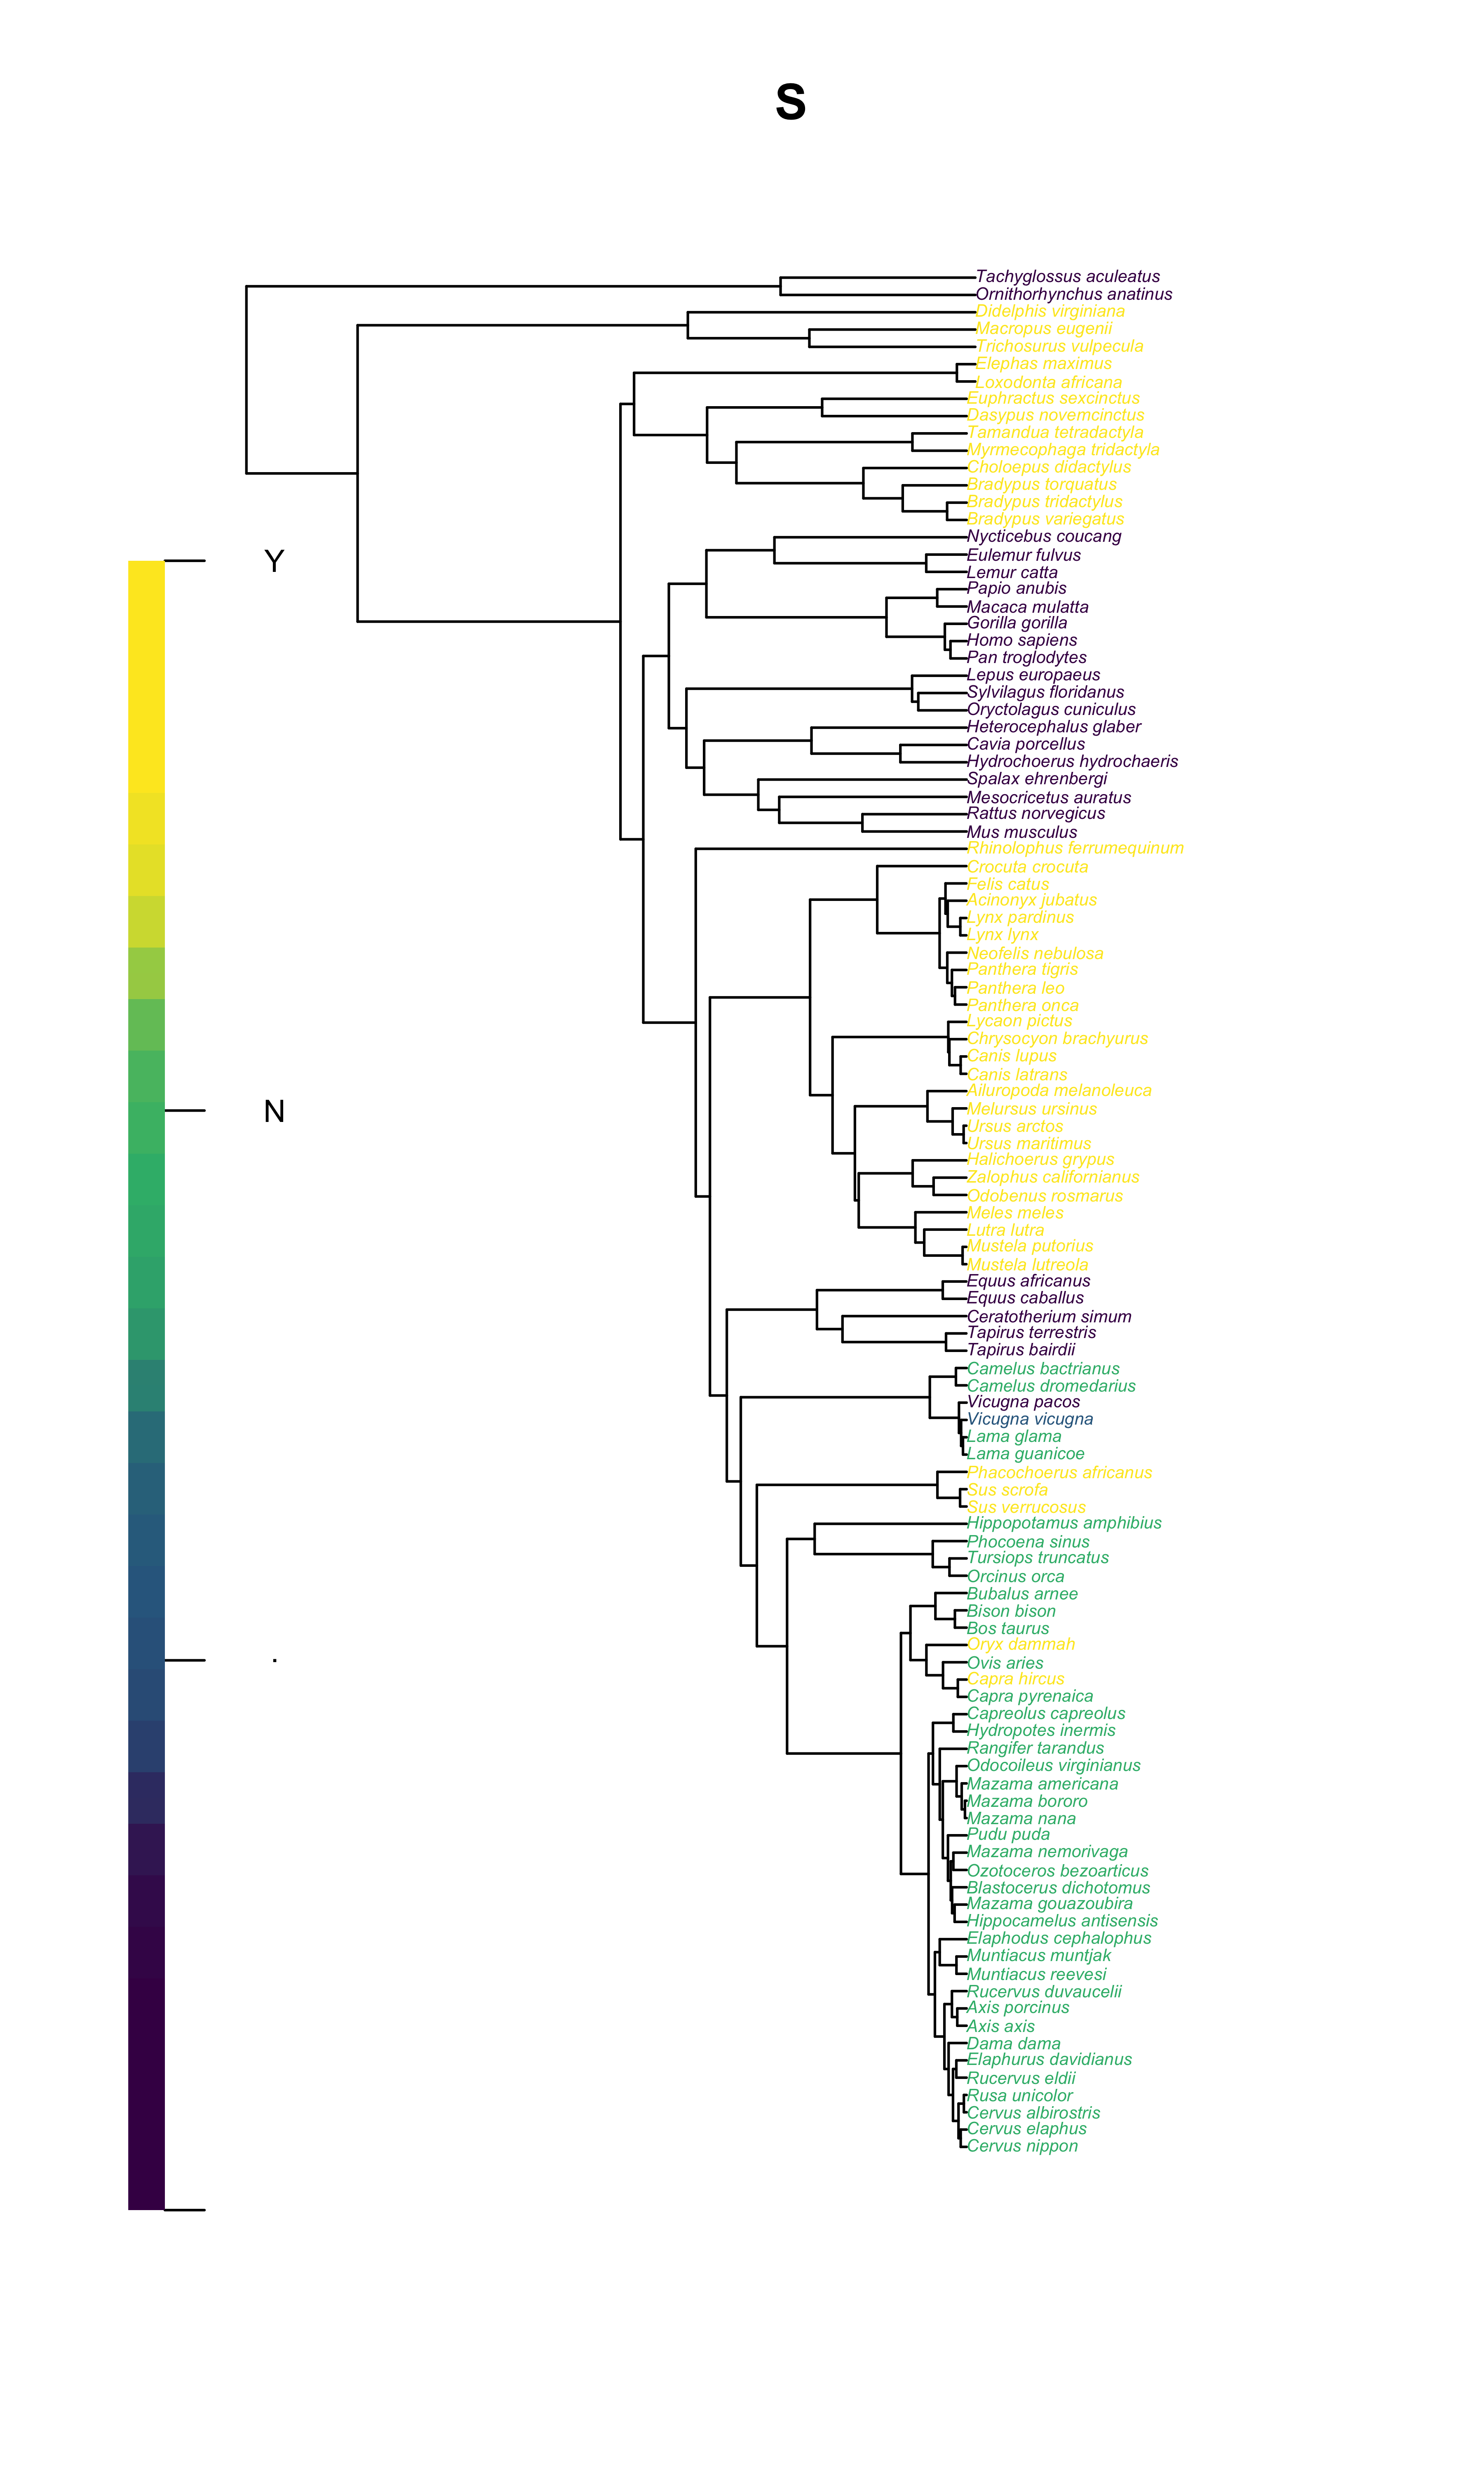 S
Tachyglossus aculeatus
Ornithorhynchus anatinus
Didelphis virginiana
Macropus eugenii
Trichosurus vulpecula
Elephas maximus
Loxodonta africana
Euphractus sexcinctus
Dasypus novemcinctus
Tamandua tetradactyla
Myrmecophaga tridactyla
Choloepus didactylus
Bradypus torquatus
Bradypus tridactylus
Bradypus variegatus
Nycticebus coucang
Eulemur fulvus
Lemur catta
Papio anubis
Macaca mulatta
Gorilla gorilla
Homo sapiens
Pan troglodytes
Lepus europaeus
Sylvilagus floridanus
Oryctolagus cuniculus
Heterocephalus glaber
Cavia porcellus
Hydrochoerus hydrochaeris
Spalax ehrenbergi
Mesocricetus auratus
Rattus norvegicus
Mus musculus
Rhinolophus ferrumequinum
Crocuta crocuta
Felis catus
Acinonyx jubatus
Lynx pardinus
Lynx lynx
Neofelis nebulosa
Panthera tigris
Panthera leo
Panthera onca
Lycaon pictus
Chrysocyon brachyurus
Canis lupus
Canis latrans
Ailuropoda melanoleuca
Melursus ursinus
Ursus arctos
Ursus maritimus
Halichoerus grypus
Zalophus californianus
Odobenus rosmarus
Meles meles
Lutra lutra
Mustela putorius
Mustela lutreola
Equus africanus
Equus caballus
Ceratotherium simum
Tapirus terrestris
Tapirus bairdii
Camelus bactrianus
Camelus dromedarius
Vicugna pacos
Vicugna vicugna
Lama glama
Lama guanicoe
Phacochoerus africanus
Sus scrofa
Sus verrucosus
Hippopotamus amphibius
Phocoena sinus
Tursiops truncatus
Orcinus orca
Bubalus arnee
Bison bison
Bos taurus
Oryx dammah
Ovis aries
Capra hircus
Capra pyrenaica
Capreolus capreolus
Hydropotes inermis
Rangifer tarandus
Odocoileus virginianus
Mazama americana
Mazama bororo
Mazama nana
Pudu puda
Mazama nemorivaga
Ozotoceros bezoarticus
Blastocerus dichotomus
Mazama gouazoubira
Hippocamelus antisensis
Elaphodus cephalophus
Muntiacus muntjak
Muntiacus reevesi
Rucervus duvaucelii
Axis porcinus
Axis axis
Dama dama
Elaphurus davidianus
Rucervus eldii
Rusa unicolor
Cervus albirostris
Cervus elaphus
Cervus nippon
Y
N
.